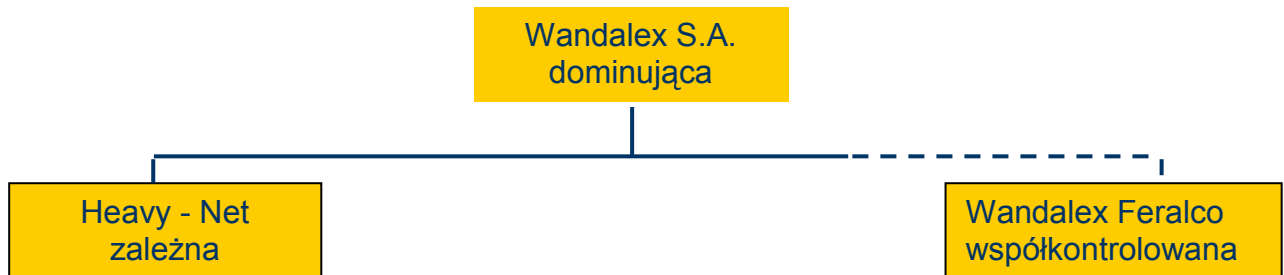 Wandalex S.A.
dominująca
Heavy - Net
zależna
Wandalex Feralco
współkontrolowana